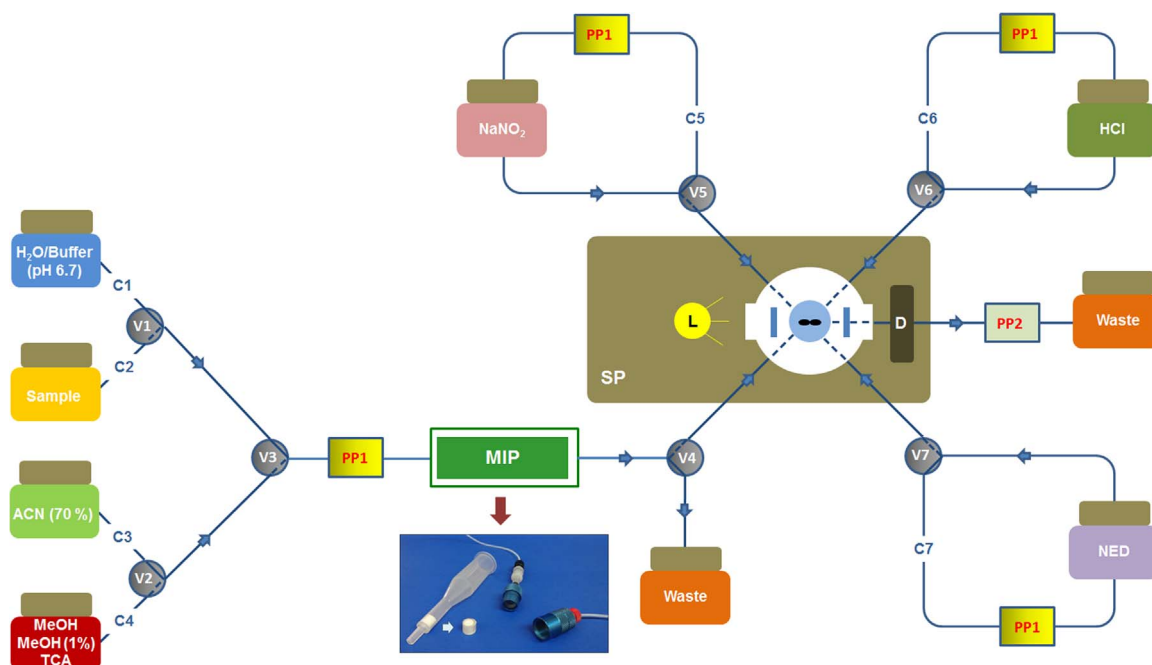 PP1
PP1
NaNO₂
C5
C6
HCl
V5
V6
H₂O/Buffer
(pH 6.7)
C1
V1
C2
Sample
L
D
PP2
Waste
SP
ACN (70 %)
C3
V2
C4
MeOH
MeOH (1%)
TCA
V3
PP1
MIP
V4
Waste
V7
C7
NED
PP1